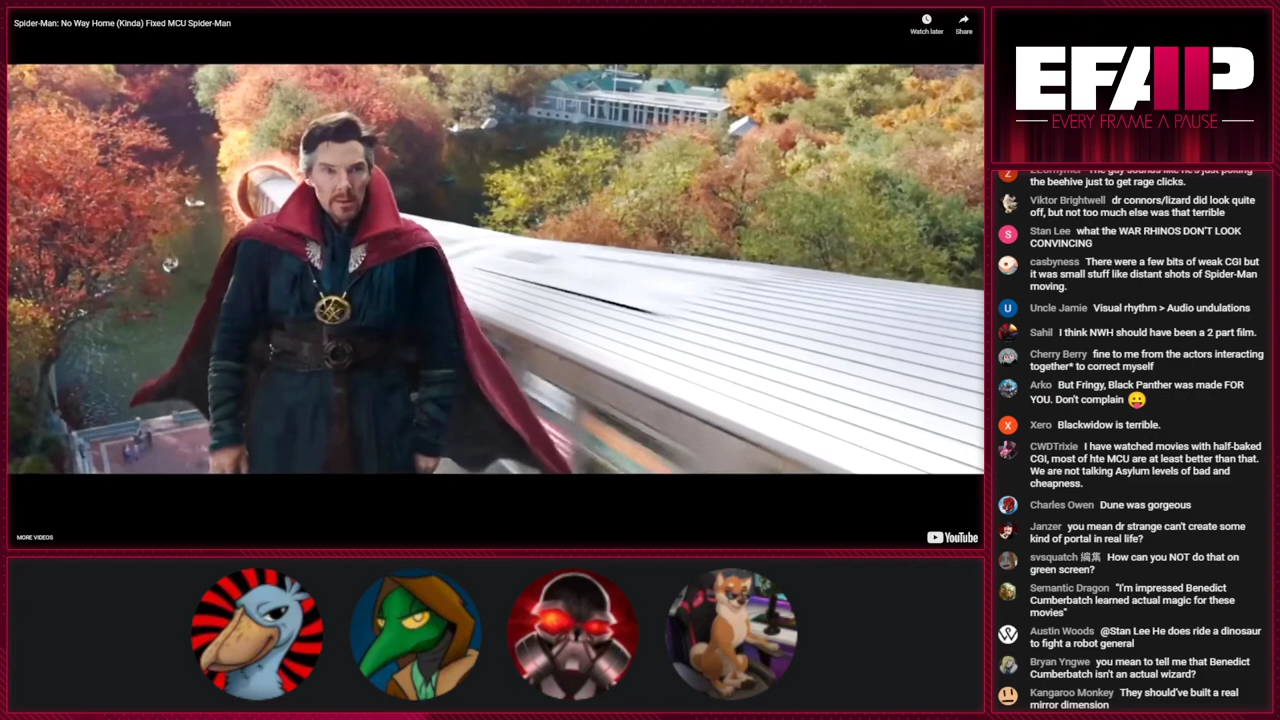 Spider-Man: No Way Home (Kinda) Fixed MCU Spider-Man
Watch later
Share
MORE VIDEOS
YouTube
EFAP
EVERY FRAME A PAUSE
Z
The guy sounds like he's just poking
the beehive just to get rage clicks.
Viktor Brightwell dr connors/lizard did look quite
off, but not too much else was that terrible
S
Stan Lee what the WAR RHINOS DON'T LOOK
CONVINCING
casbyness There were a few bits of weak CGI but
it was small stuff like distant shots of Spider-Man
moving.
U
Uncle Jamie Visual rhythm > Audio undulations
Sahil I think NWH should have been a 2 part film.
Cherry Berry fine to me from the actors interacting
together* to correct myself
Arko But Fringy, Black Panther was made FOR
YOU. Don't complain 😛
X
Xero Blackwidow is terrible.
CWDTrixie I have watched movies with half-baked
CGI, most of hte MCU are at least better than that.
We are not talking Asylum levels of bad and
cheapness.
Charles Owen Dune was gorgeous
Janzer you mean dr strange can't create some
kind of portal in real life?
svsquatch 編集 How can you NOT do that on
green screen?
Semantic Dragon "I'm impressed Benedict
Cumberbatch learned actual magic for these
movies"
Austin Woods @Stan Lee He does ride a dinosaur
to fight a robot general
Bryan Yngwe you mean to tell me that Benedict
Cumberbatch isn't an actual wizard?
Kangaroo Monkey They should've built a real
mirror dimension